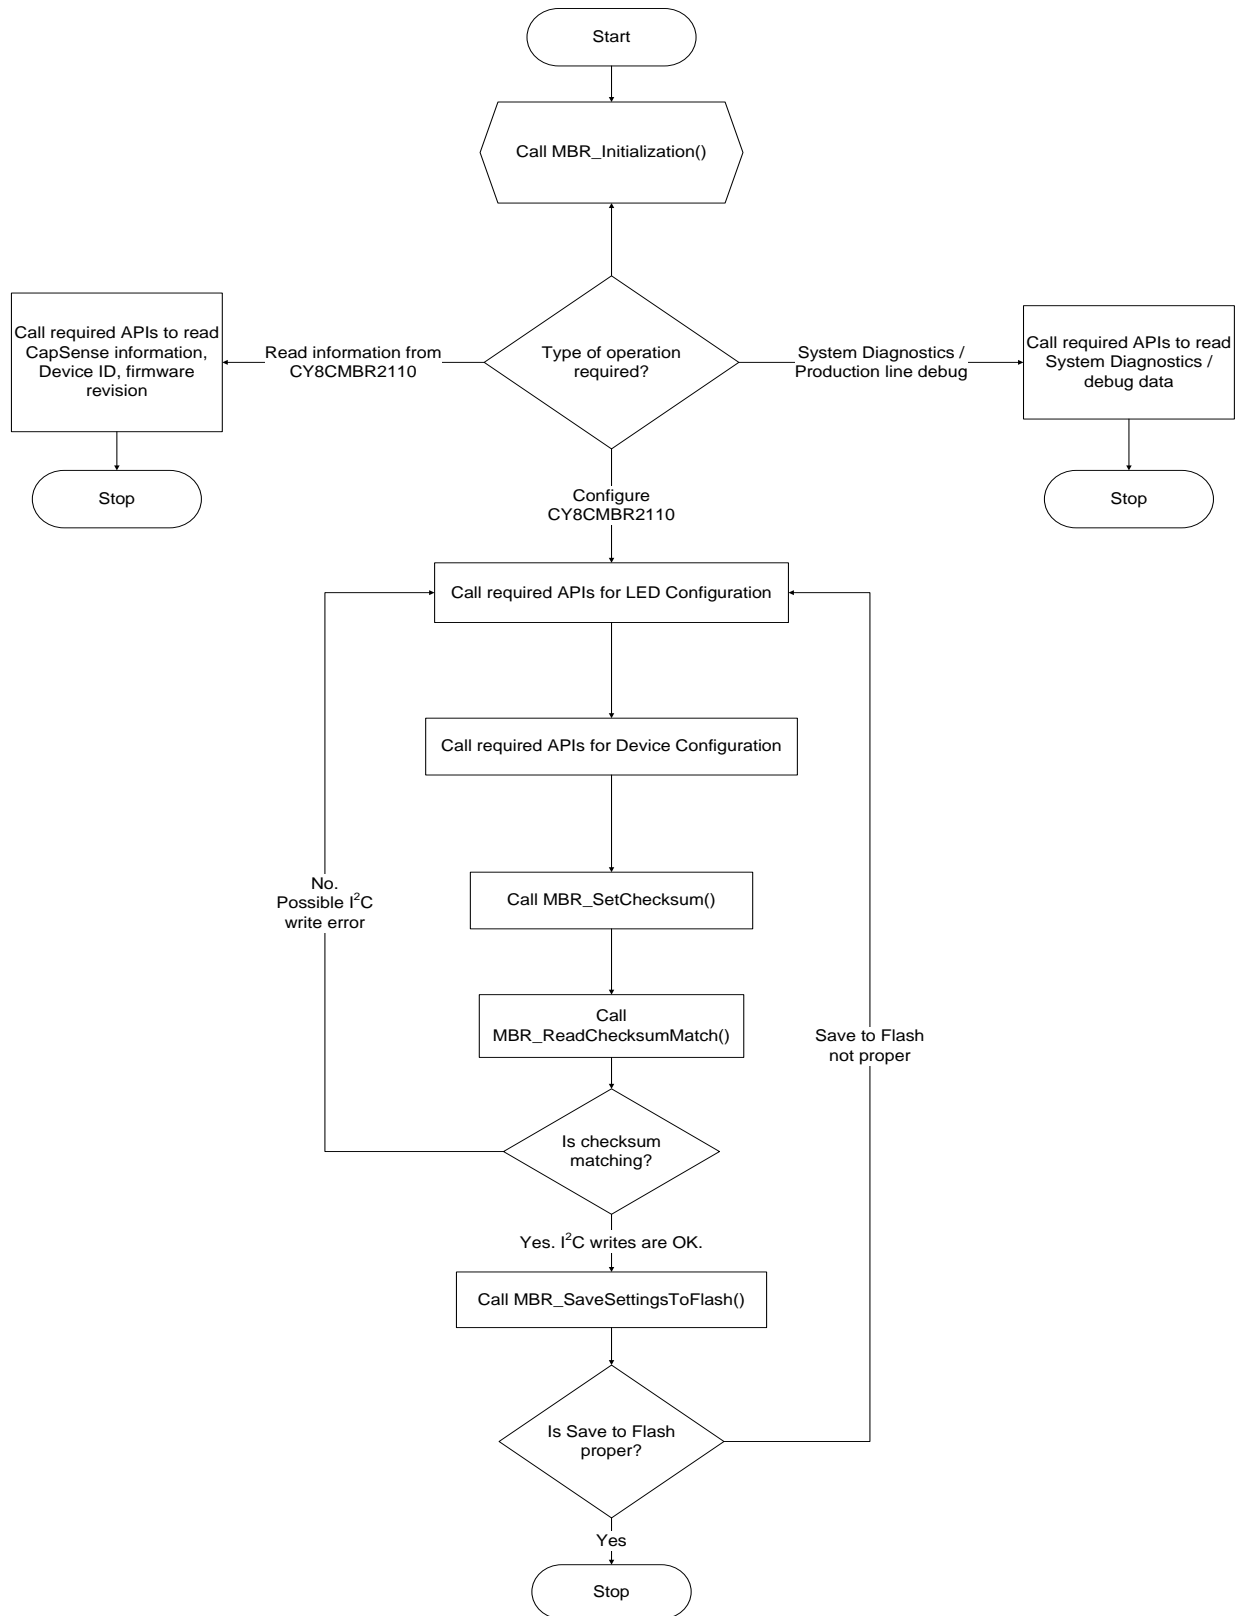 Start
Call MBR_Initialization()
Call required APIs to read
CapSense information,
Device ID, firmware
revision
Read information from
CY8CMBR2110
Type of operation
required?
System Diagnostics /
Production line debug
Call required APIs to read
System Diagnostics /
debug data
Stop
Stop
Configure
CY8CMBR2110
Call required APIs for LED Configuration
Call required APIs for Device Configuration
No.
Possible I²C
write error
Call MBR_SetChecksum()
Call
MBR_ReadChecksumMatch()
Save to Flash
not proper
Is checksum
matching?
Yes. I²C writes are OK.
Call MBR_SaveSettingsToFlash()
Is Save to Flash
proper?
Yes
Stop